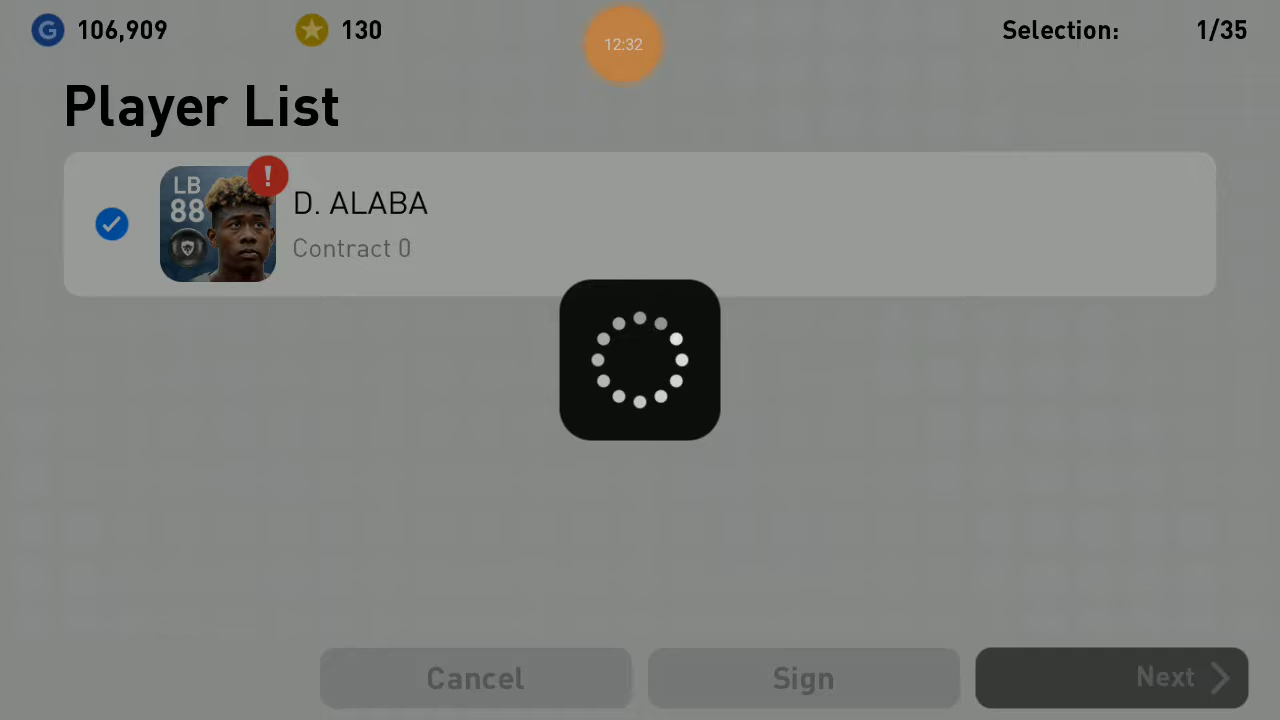 G 106,909 130 12:32 Selection: 1/35
Player List
LB
88
!
D. ALABA
Contract 0
Cancel Sign Next